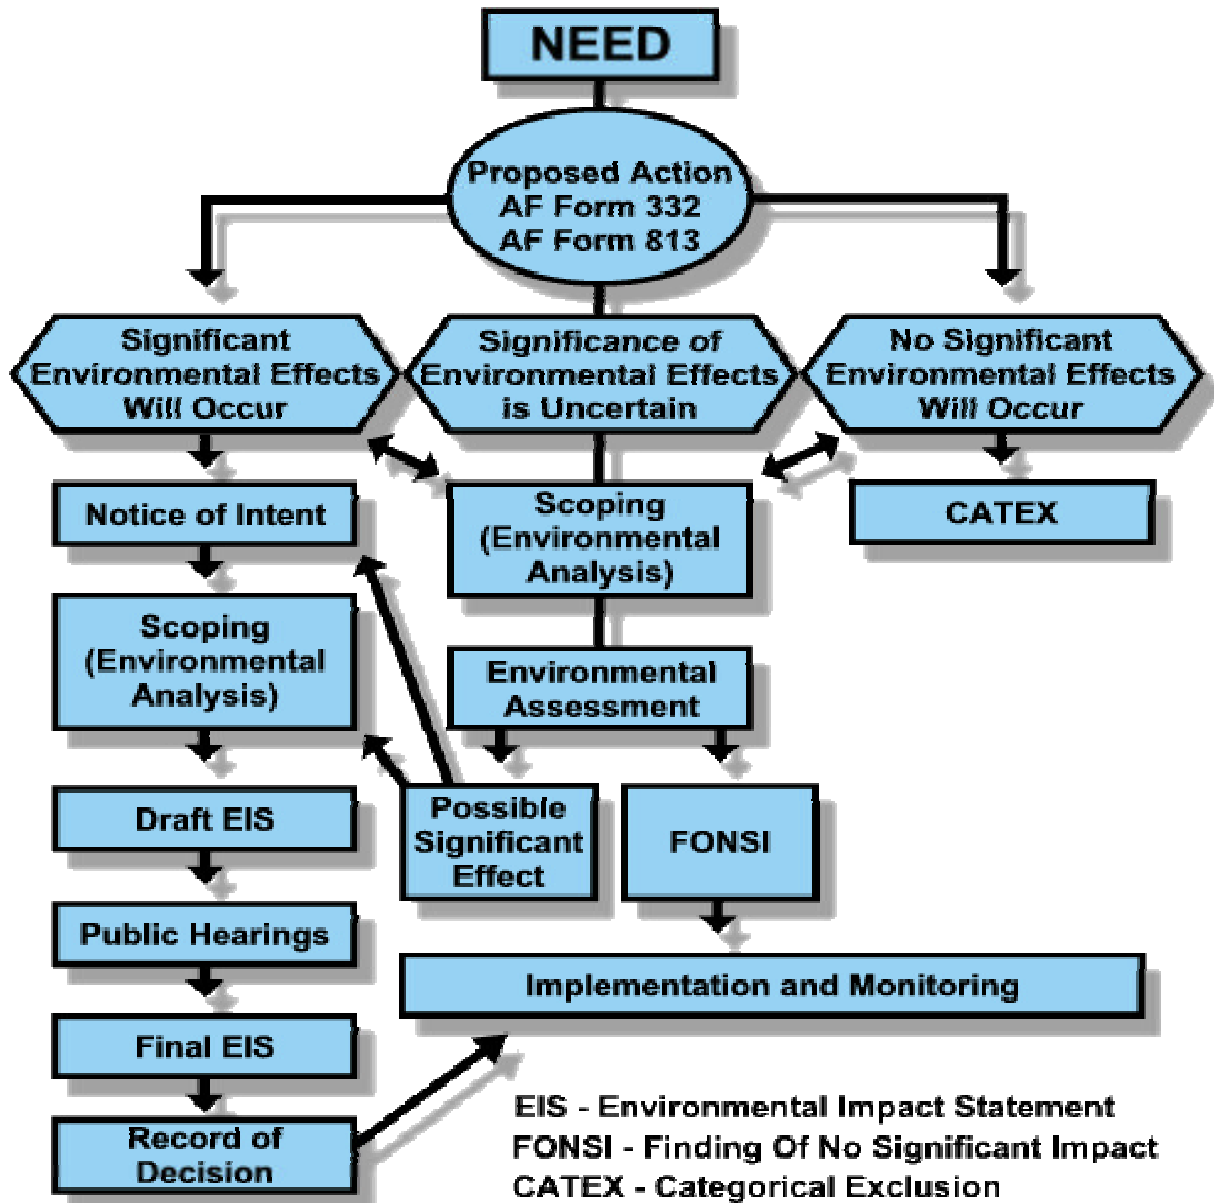 NEED
Proposed Action
AF Form 332
AF Form 813
Significant
Environmental Effects
Will Occur
Significance of
Environmental Effects
is Uncertain
No Significant
Environmental Effects
Will Occur
Notice of Intent
Scoping
(Environmental
Analysis)
CATEX
Scoping
(Environmental
Analysis)
Environmental
Assessment
Draft EIS
Possible
Significant
Effect
FONSI
Public Hearings
Implementation and Monitoring
Final EIS
Record of
Decision
EIS - Environmental Impact Statement
FONSI - Finding Of No Significant Impact
CATEX - Categorical Exclusion